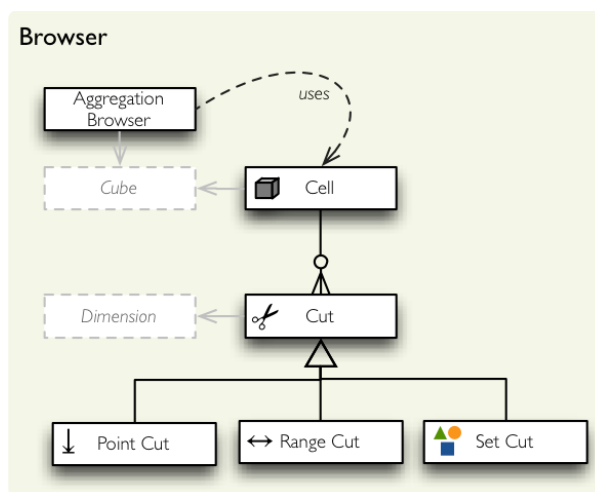 Browser
Aggregation
Browser
uses
Cube
Cell
Dimension
Cut
Point Cut
Range Cut
Set Cut